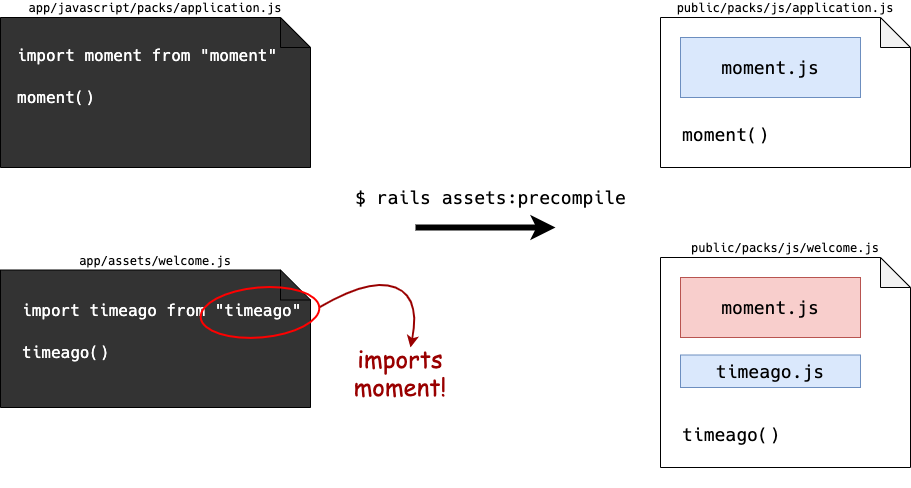 app/javascript/packs/application.js
import moment from "moment"
moment()
public/packs/js/application.js
moment.js
moment()
$ rails assets:precompile
app/assets/welcome.js
import timeago from "timeago"
timeago()
imports
moment!
public/packs/js/welcome.js
moment.js
timeago.js
timeago()